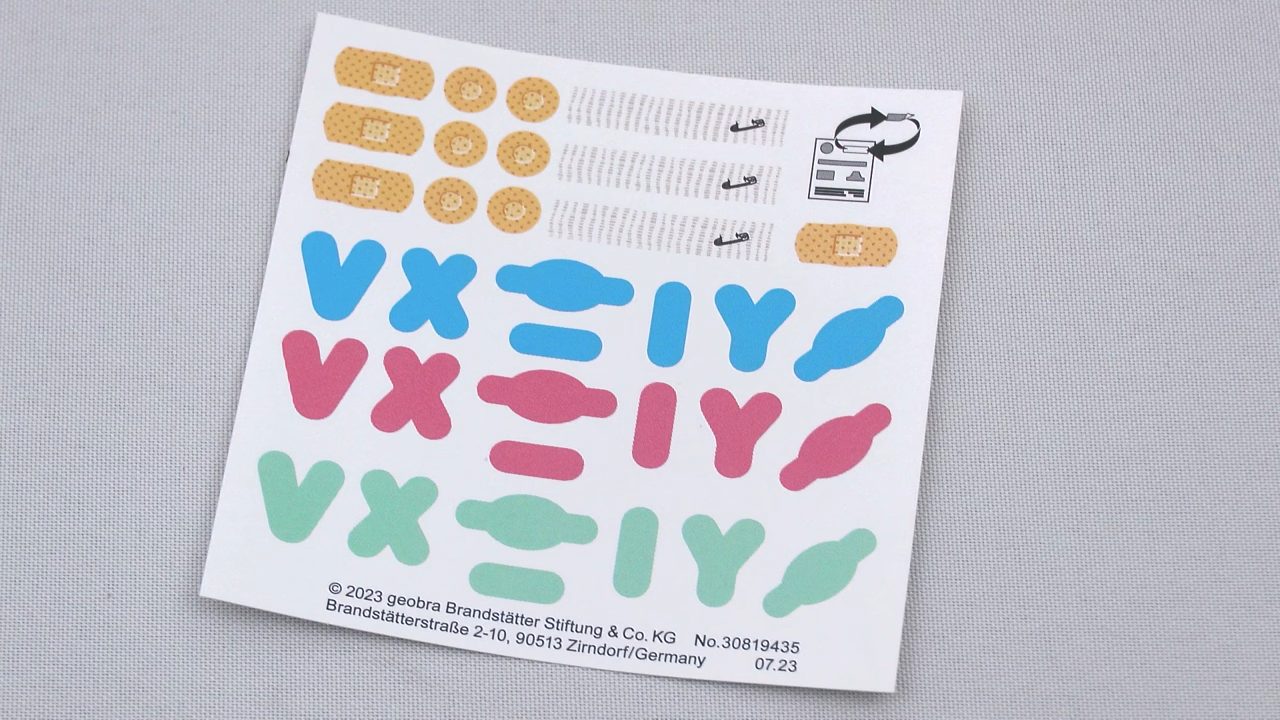 © 2023 geobra Brandstätter Stiftung & Co. KG No.30819435
Brandstätterstraße 2-10, 90513 Zirndorf/Germany 07.23